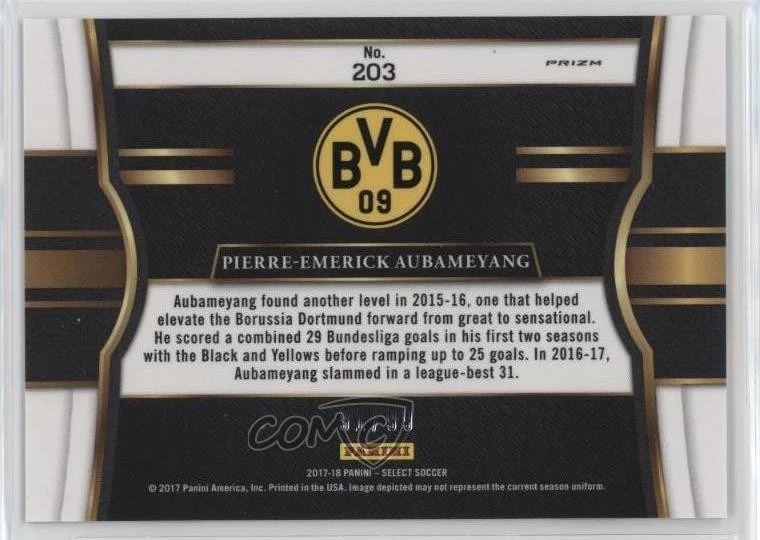 No.
203
PRIZM
BVB
09
PIERRE-EMERICK AUBAMEYANG
Aubameyang found another level in 2015-16, one that helped
elevate the Borussia Dortmund forward from great to sensational.
He scored a combined 29 Bundesliga goals in his first two seasons
with the Black and Yellows before ramping up to 25 goals. In 2016-17,
Aubameyang slammed in a league-best 31.
COMC
PANINI
2017-18 PANINI – SELECT SOCCER
© 2017 Panini America, Inc. Printed in the USA. Image depicted may not represent the current season uniform.